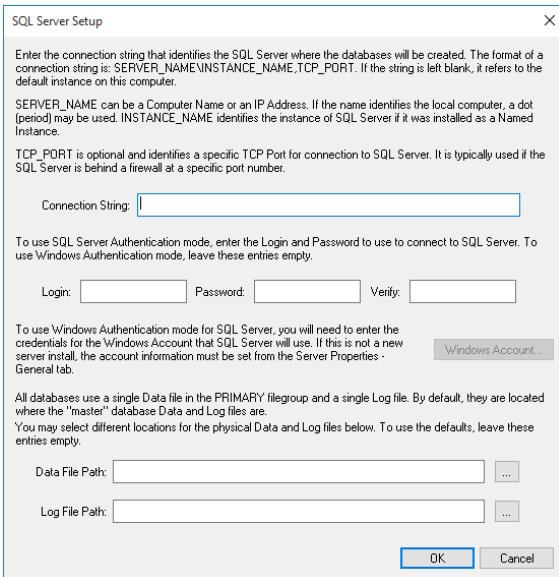 SQL Server Setup
Enter the connection string that identifies the SQL Server where the databases will be created. The format of a
connection string is: SERVER_NAME\INSTANCE_NAME,TCP_PORT. If the string is left blank, it refers to the
default instance on this computer.
SERVER_NAME can be a Computer Name or an IP Address. If the name identifies the local computer, a dot
(period) may be used. INSTANCE_NAME identifies the instance of SQL Server if it was installed as a Named
Instance.
TCP_PORT is optional and identifies a specific TCP Port for connection to SQL Server. It is typically used if the
SQL Server is behind a firewall at a specific port number.
Connection String:
To use SQL Server Authentication mode, enter the Login and Password to use to connect to SQL Server. To
use Windows Authentication mode, leave these entries empty.
Login: Password: Verify:
To use Windows Authentication mode for SQL Server, you will need to enter the
credentials for the Windows Account that SQL Server will use. If this is not a new
server install, the account information must be set from the Server Properties -
General tab.
Windows Account...
All databases use a single Data file in the PRIMARY filegroup and a single Log file. By default, they are located
where the "master" database Data and Log files are.
You may select different locations for the physical Data and Log files below. To use the defaults, leave these
entries empty.
Data File Path: ...
Log File Path: ...
OK Cancel